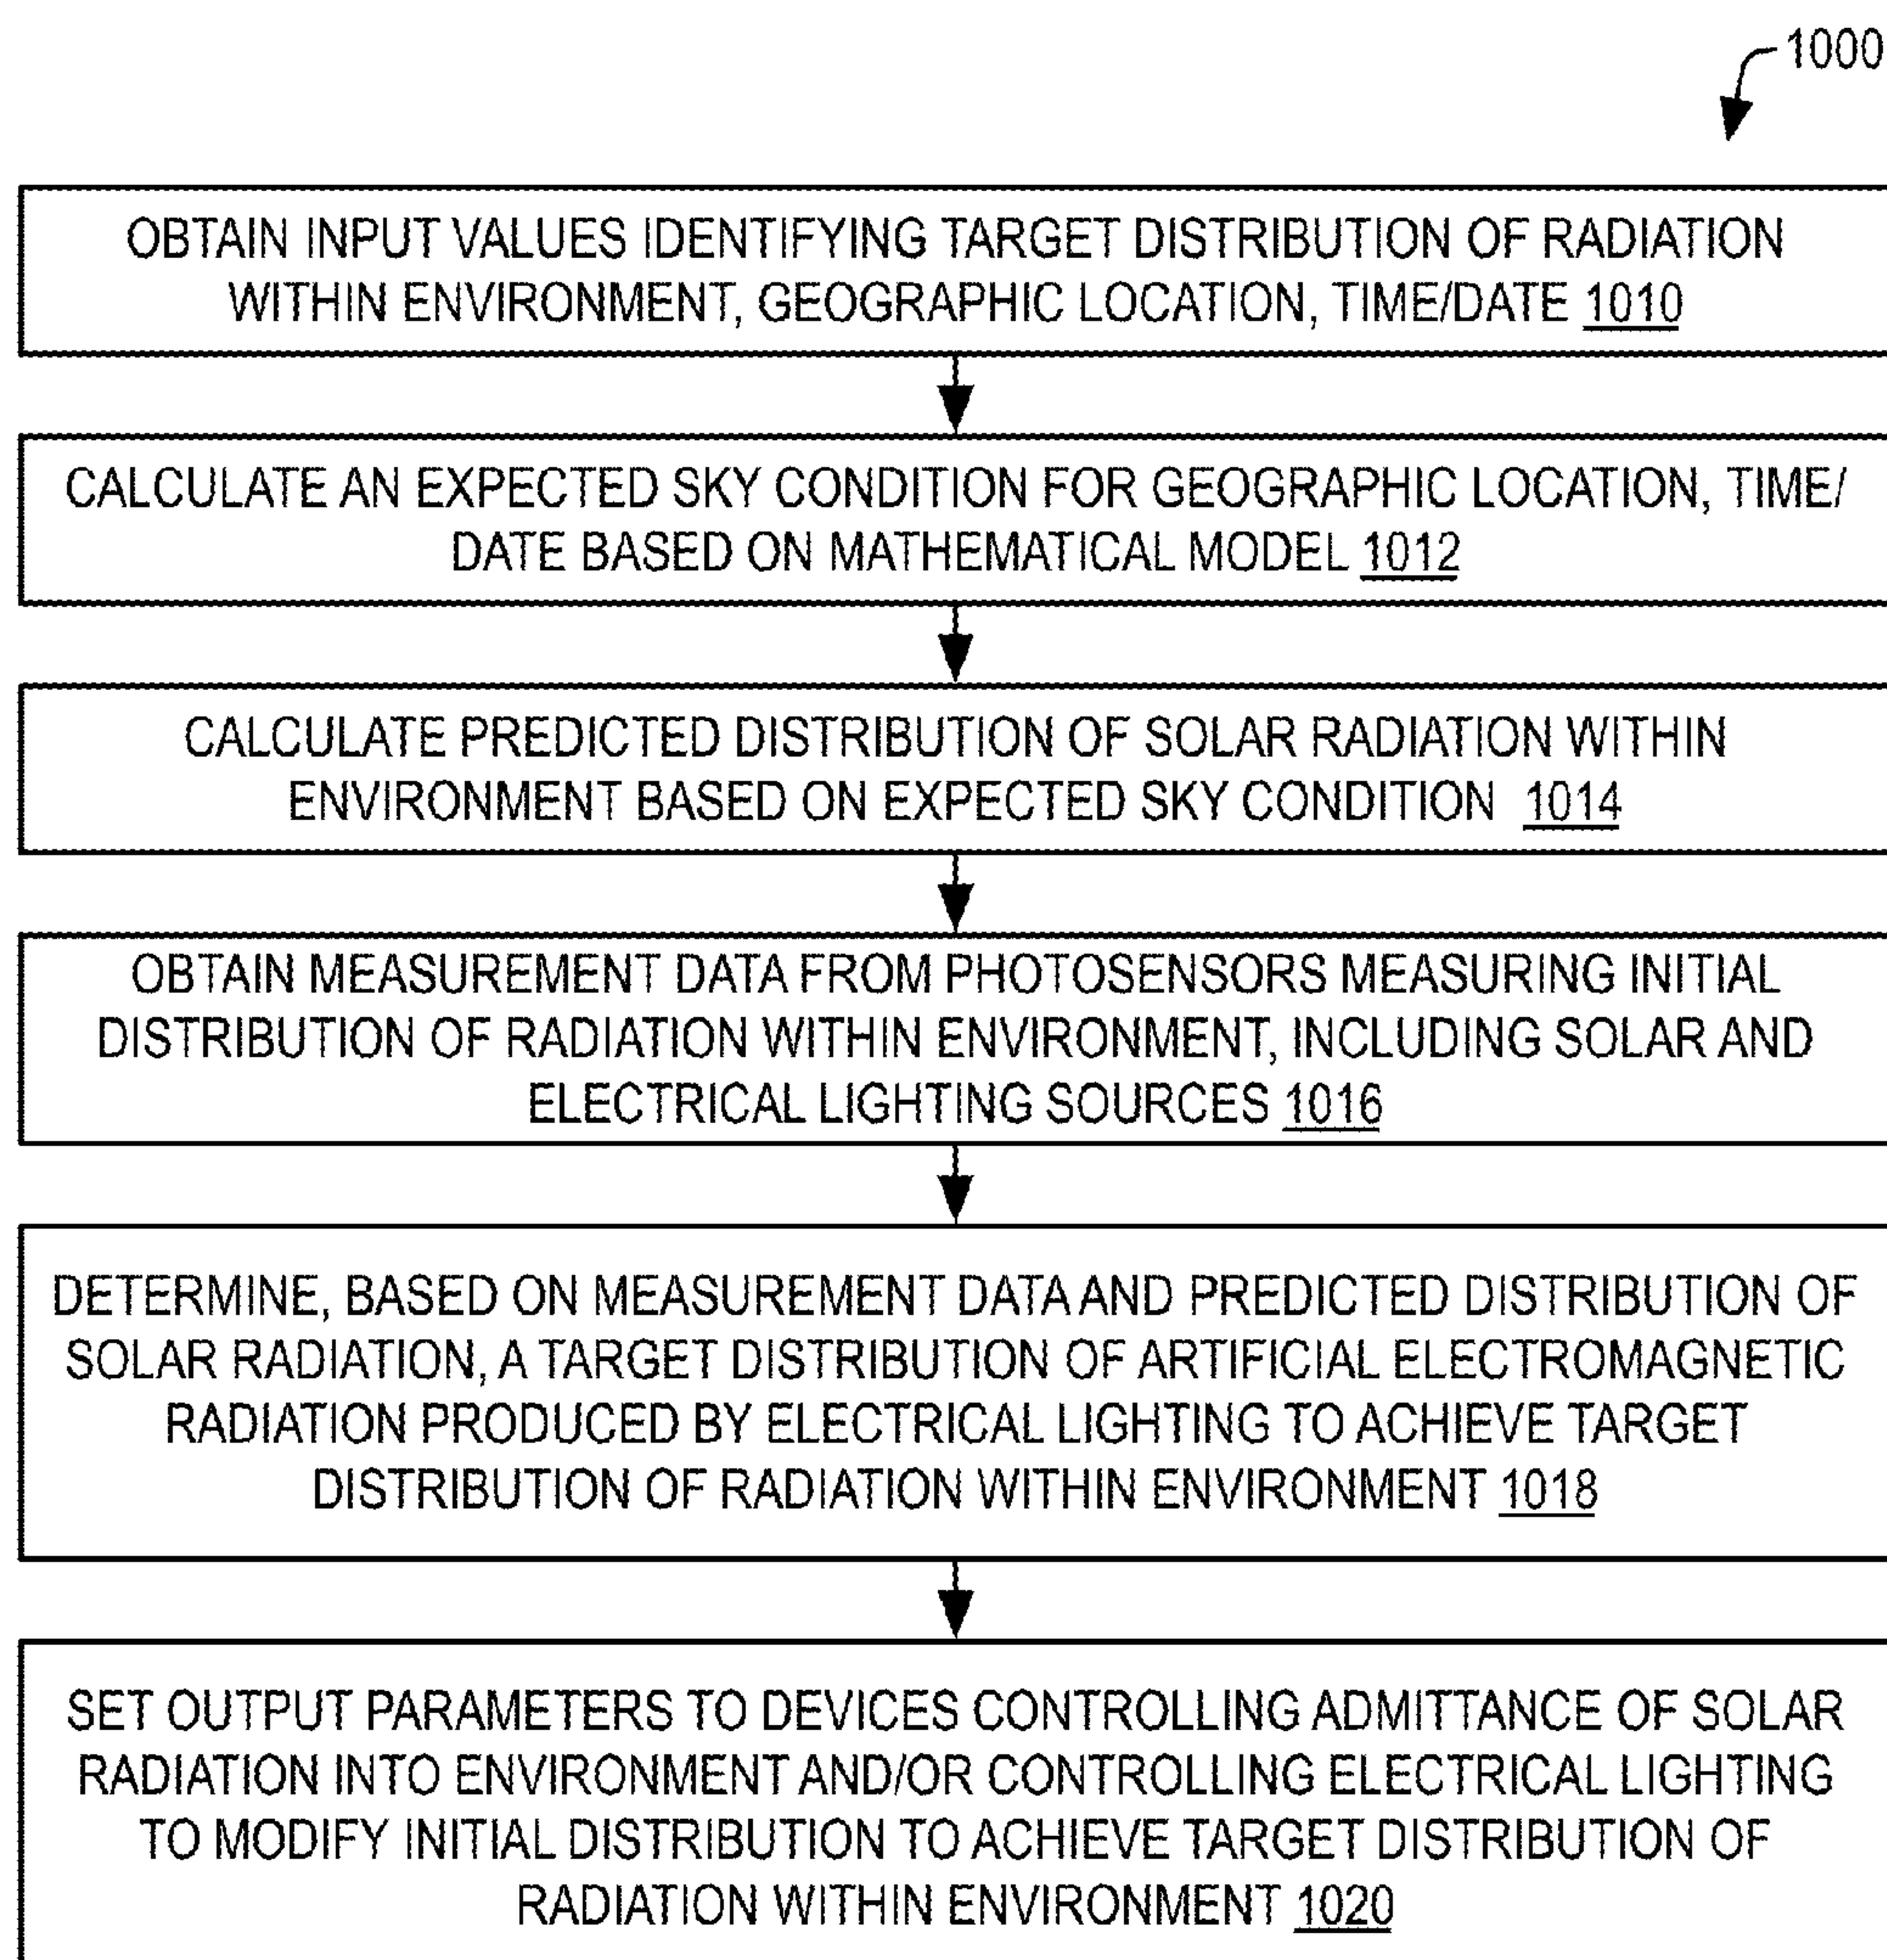 1000
OBTAIN INPUT VALUES IDENTIFYING TARGET DISTRIBUTION OF RADIATION
WITHIN ENVIRONMENT, GEOGRAPHIC LOCATION, TIME/DATE 1010
CALCULATE AN EXPECTED SKY CONDITION FOR GEOGRAPHIC LOCATION, TIME/
DATE BASED ON MATHEMATICAL MODEL 1012
CALCULATE PREDICTED DISTRIBUTION OF SOLAR RADIATION WITHIN
ENVIRONMENT BASED ON EXPECTED SKY CONDITION 1014
OBTAIN MEASUREMENT DATA FROM PHOTOSENSORS MEASURING INITIAL
DISTRIBUTION OF RADIATION WITHIN ENVIRONMENT, INCLUDING SOLAR AND
ELECTRICAL LIGHTING SOURCES 1016
DETERMINE, BASED ON MEASUREMENT DATA AND PREDICTED DISTRIBUTION OF
SOLAR RADIATION, A TARGET DISTRIBUTION OF ARTIFICIAL ELECTROMAGNETIC
RADIATION PRODUCED BY ELECTRICAL LIGHTING TO ACHIEVE TARGET
DISTRIBUTION OF RADIATION WITHIN ENVIRONMENT 1018
SET OUTPUT PARAMETERS TO DEVICES CONTROLLING ADMITTANCE OF SOLAR
RADIATION INTO ENVIRONMENT AND/OR CONTROLLING ELECTRICAL LIGHTING
TO MODIFY INITIAL DISTRIBUTION TO ACHIEVE TARGET DISTRIBUTION OF
RADIATION WITHIN ENVIRONMENT 1020